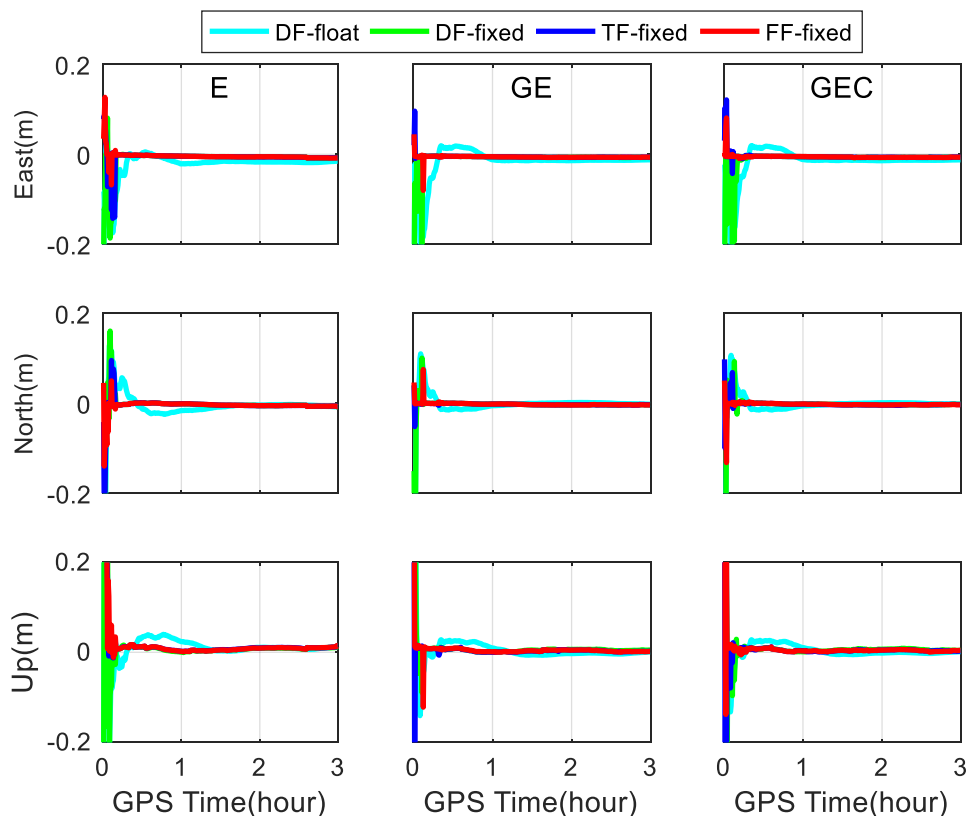 DF-float DF-fixed TF-fixed FF-fixed
E GE GEC
East(m)
0.2
0
-0.2
North(m)
0.2
0
-0.2
Up(m)
0.2
0
-0.2
0 1 2 3 0 1 2 3 0 1 2 3
GPS Time(hour) GPS Time(hour) GPS Time(hour)